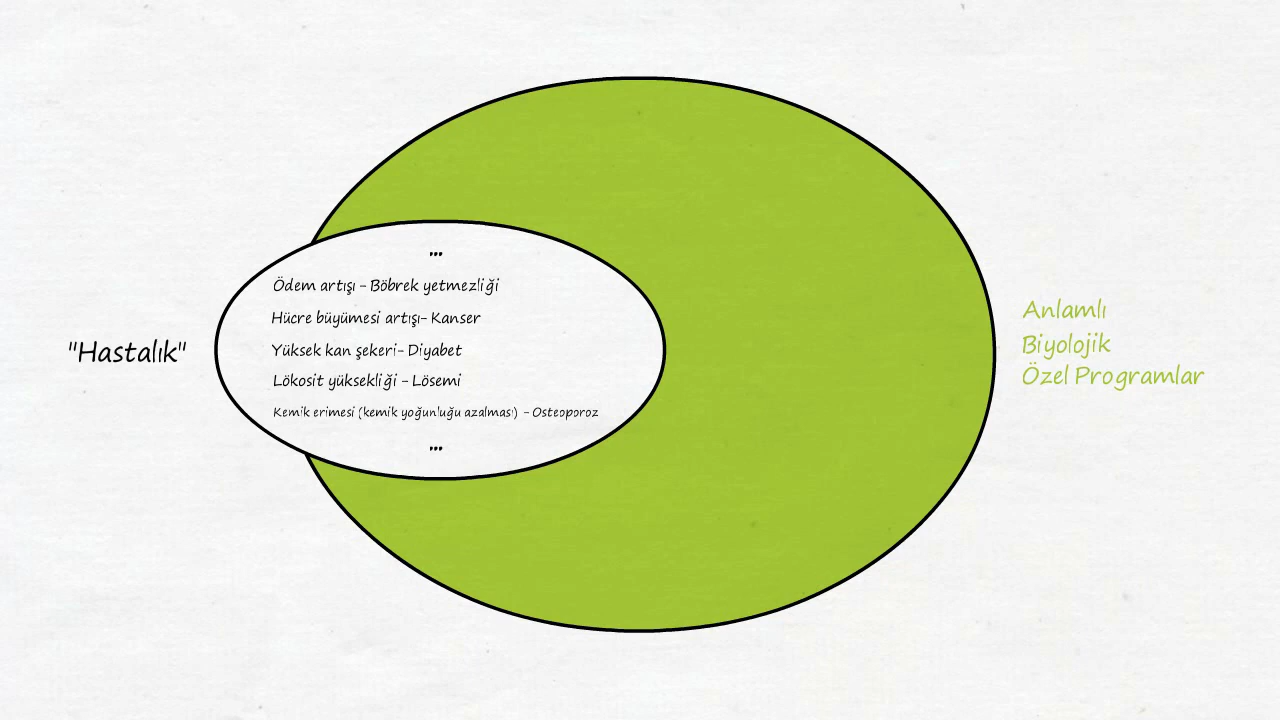 ...
Ödem artışı - Böbrek yetmezliği
Hücre büyümesi artışı- Kanser
Yüksek kan şekeri- Diyabet
Lökosit yüksekliği - Lösemi
Kemik erimesi (kemik yoğunluğu azalması) - Osteoporoz
...
"Hastalık"
Anlamlı
Biyolojik
Özel Programlar